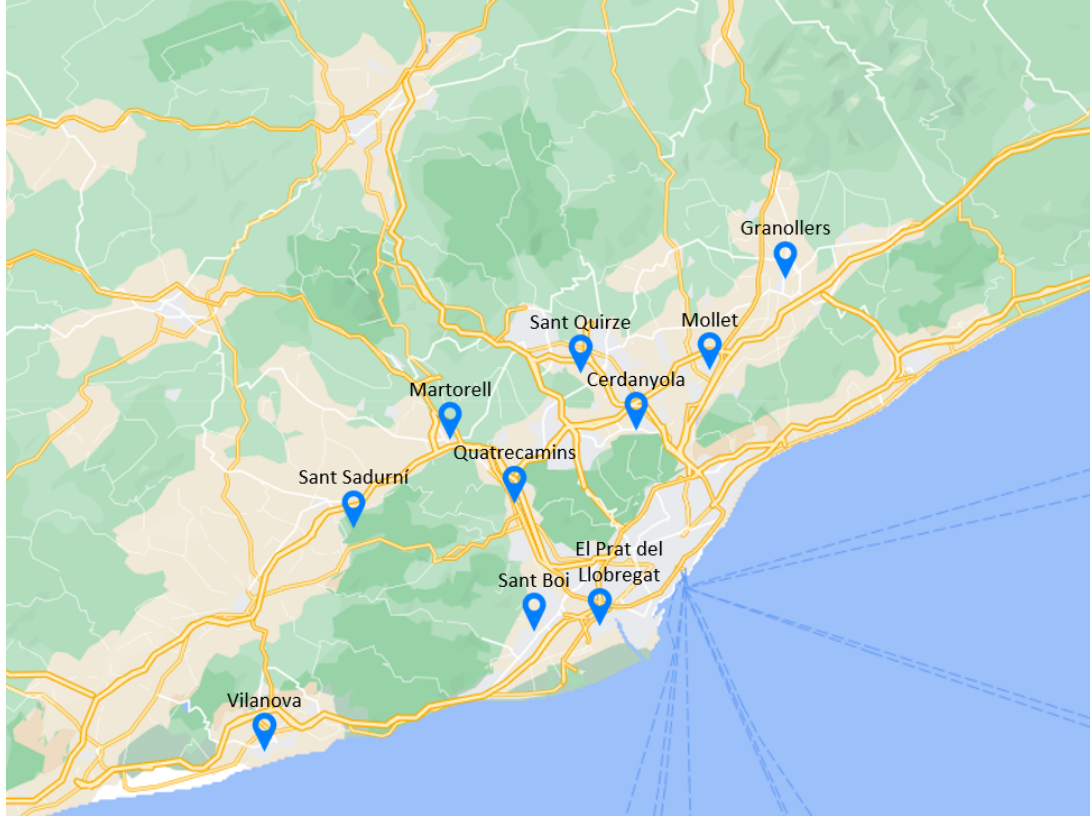 Granollers
Mollet
Sant Quirze
Cerdanyola
Martorell
Quatrecamins
Sant Sadurní
El Prat del
Llobregat
Sant Boi
Vilanova